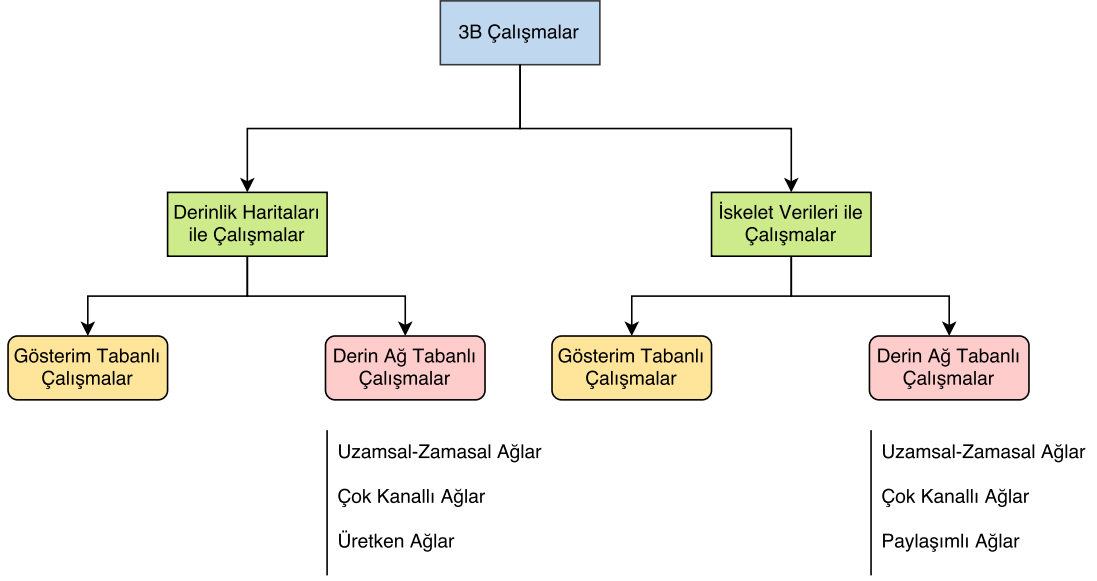 3B Çalışmalar
Derinlik Haritaları
ile Çalışmalar
İskelet Verileri ile
Çalışmalar
Gösterim Tabanlı
Çalışmalar
Derin Ağ Tabanlı
Çalışmalar
Gösterim Tabanlı
Çalışmalar
Derin Ağ Tabanlı
Çalışmalar
Uzamsal-Zamasal Ağlar
Çok Kanallı Ağlar
Üretken Ağlar
Uzamsal-Zamasal Ağlar
Çok Kanallı Ağlar
Paylaşımlı Ağlar